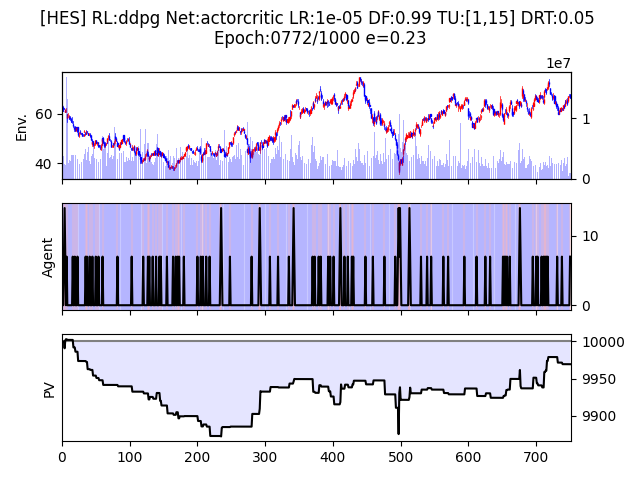 [HES] RL:ddpg Net:actorcritic LR:1e-05 DF:0.99 TU:[1,15] DRT:0.05
Epoch:0772/1000 e=0.23
1e7
Env.
60
40
1
0
Agent
10
0
PV
10000
9950
9900
0 100 200 300 400 500 600 700